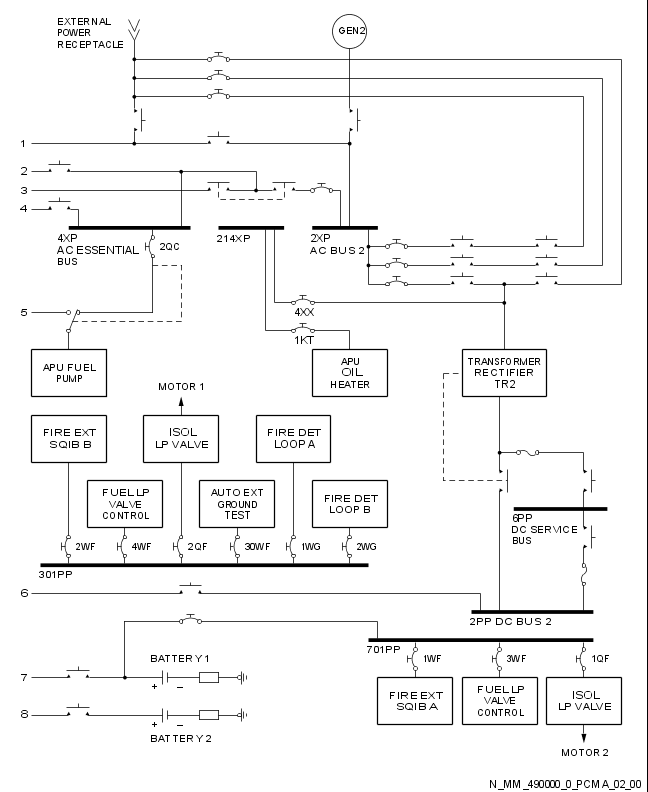 EXTERNAL
POWER
RECEPTACLE
GEN2
1
2
3
4
4XP
AC ESSENTIAL
BUS
2QC
214XP
2XP
AC BUS 2
5
4XX
1KT
APU FUEL
PUMP
APU
OIL
HEATER
TRANSFORMER
RECTIFIER
TR2
MOTOR 1
FIRE EXT
SQIB B
ISOL
LP VALVE
FIRE DET
LOOP A
FUEL LP
VALVE
CONTROL
AUTO EXT
GROUND
TEST
FIRE DET
LOOP B
6PP
DC SERVICE
BUS
2WF
4WF
2QF
30WF
1WG
2WG
301PP
6
2PP DC BUS 2
701PP
1WF
3WF
1QF
7
BATTERY 1
+
–
8
+
–
BATTERY 2
FIRE EXT
SQIB A
FUEL LP
VALVE
CONTROL
ISOL
LP VALVE
MOTOR 2
N_MM_490000_0_PCMA_02_00